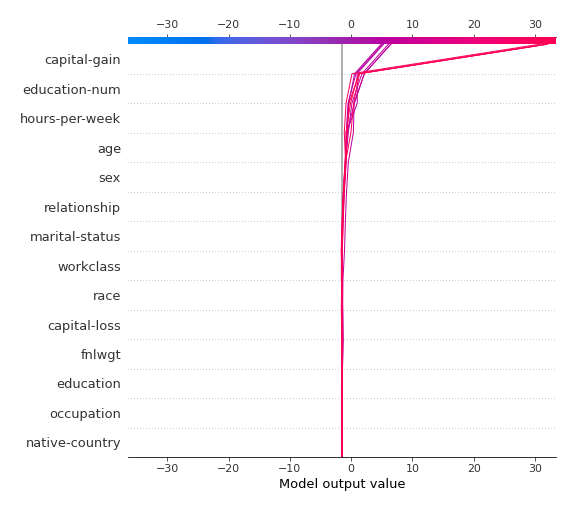 −30 −20 −10 0 10 20 30
capital-gain
education-num
hours-per-week
age
sex
relationship
marital-status
workclass
race
capital-loss
fnlwgt
education
occupation
native-country
−30 −20 −10 0 10 20 30
Model output value